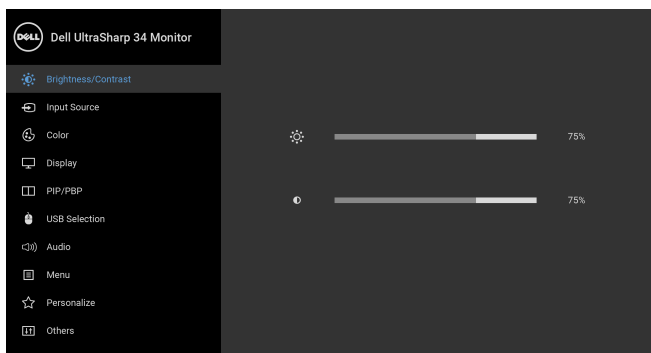 DELL Dell UltraSharp 34 Monitor
Brightness/Contrast
Input Source
Color
75%
Display
PIP/PBP
75%
USB Selection
Audio
Menu
Personalize
Others